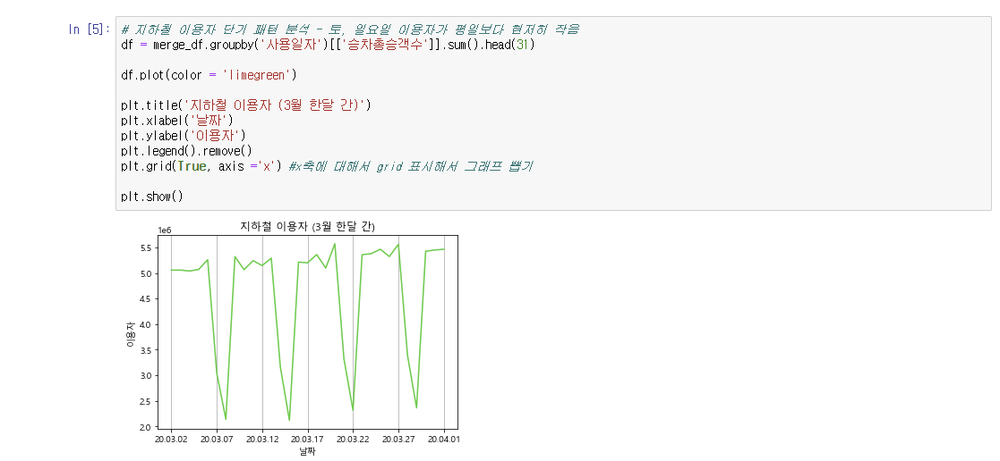 In [5]:
# 지하철 이용자 단기 패턴 분석 - 토, 일요일 이용자가 평일보다 현저히 작음
df = merge_df.groupby('사용일자')[['승차총승객수']].sum().head(31)
df.plot(color = 'limegreen')
plt.title('지하철 이용자 (3월 한달 간)')
plt.xlabel('날짜')
plt.ylabel('이용자')
plt.legend().remove()
plt.grid(True, axis ='x') #x축에 대해서 grid 표시해서 그래프 뽑기
plt.show()
지하철 이용자 (3월 한달 간)
1e6
5.5
5.0
4.5
4.0
3.5
3.0
2.5
2.0
이용자
20.03.02 20.03.07 20.03.12 20.03.17 20.03.22 20.03.27 20.04.01
날짜